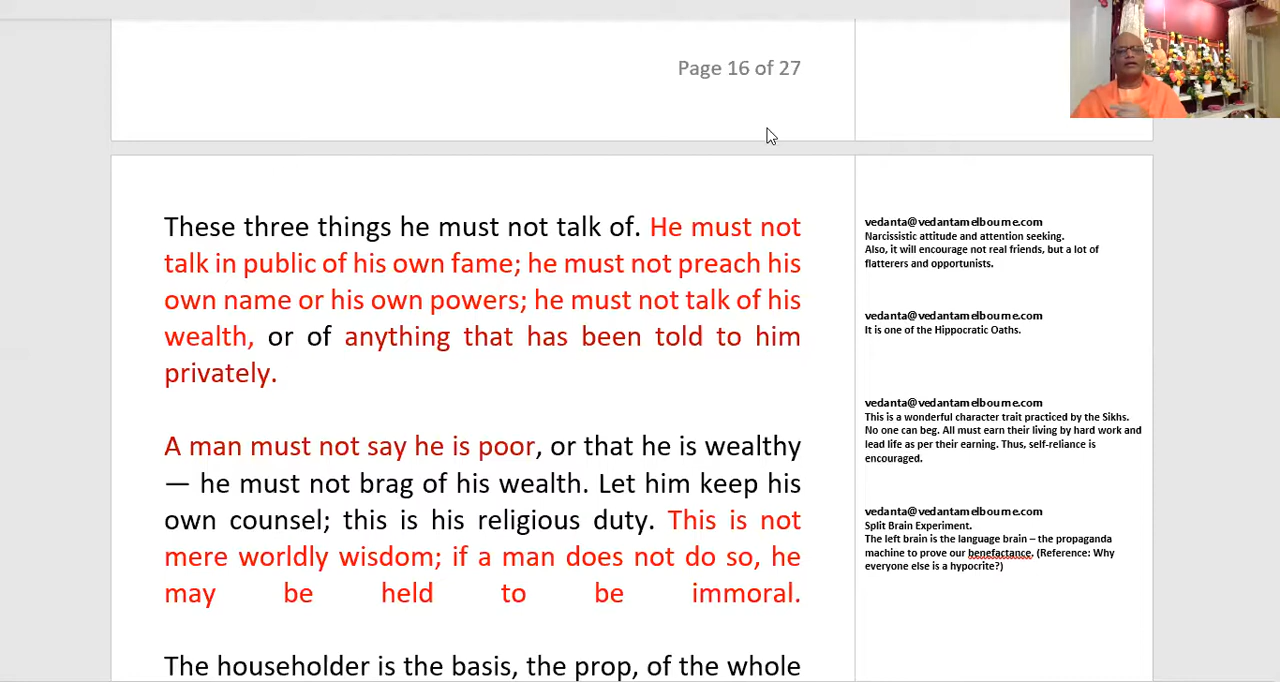 Page 16 of 27
These three things he must not talk of. He must not
talk in public of his own fame; he must not preach his
own name or his own powers; he must not talk of his
wealth, or of anything that has been told to him
privately.
A man must not say he is poor, or that he is wealthy
— he must not brag of his wealth. Let him keep his
own counsel; this is his religious duty. This is not
mere worldly wisdom; if a man does not do so, he
may be held to be immoral.
The householder is the basis, the prop, of the whole
vedanta@vedantamelbourne.com
Narcissistic attitude and attention seeking.
Also, it will encourage not real friends, but a lot of
flatterers and opportunists.
vedanta@vedantamelbourne.com
It is one of the Hippocratic Oaths.
vedanta@vedantamelbourne.com
This is a wonderful character trait practiced by the Sikhs.
No one can beg. All must earn their living by hard work and
lead life as per their earning. Thus, self-reliance is
encouraged.
vedanta@vedantamelbourne.com
Split Brain Experiment.
The left brain is the language brain – the propaganda
machine to prove our benefactance. (Reference: Why
everyone else is a hypocrite?)